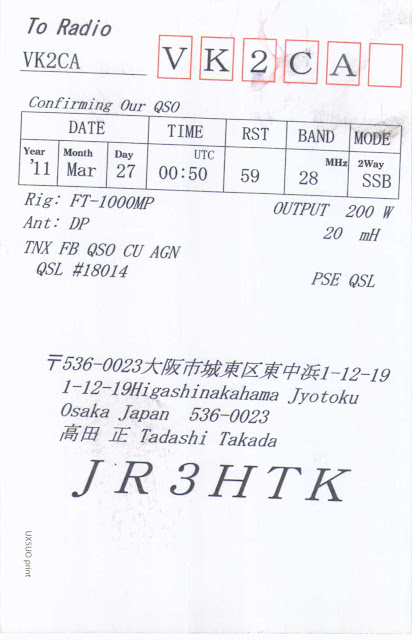 To Radio
VK2CA
V K 2 C A
Confirming Our QSO
DATE TIME RST BAND MODE
Year Month Day UTC MHz 2Way
'11 Mar 27 00:50 59 28 SSB
Rig: FT-1000MP OUTPUT 200 W
Ant: DP 20 mH
TNX FB QSO CU AGN
QSL #18014 PSE QSL
〒536-0023大阪市城東区東中浜1-12-19
1-12-19Higashinakahama Jyotoku
Osaka Japan 536-0023
高田 正 Tadashi Takada
JR3HTK
UX5UO print